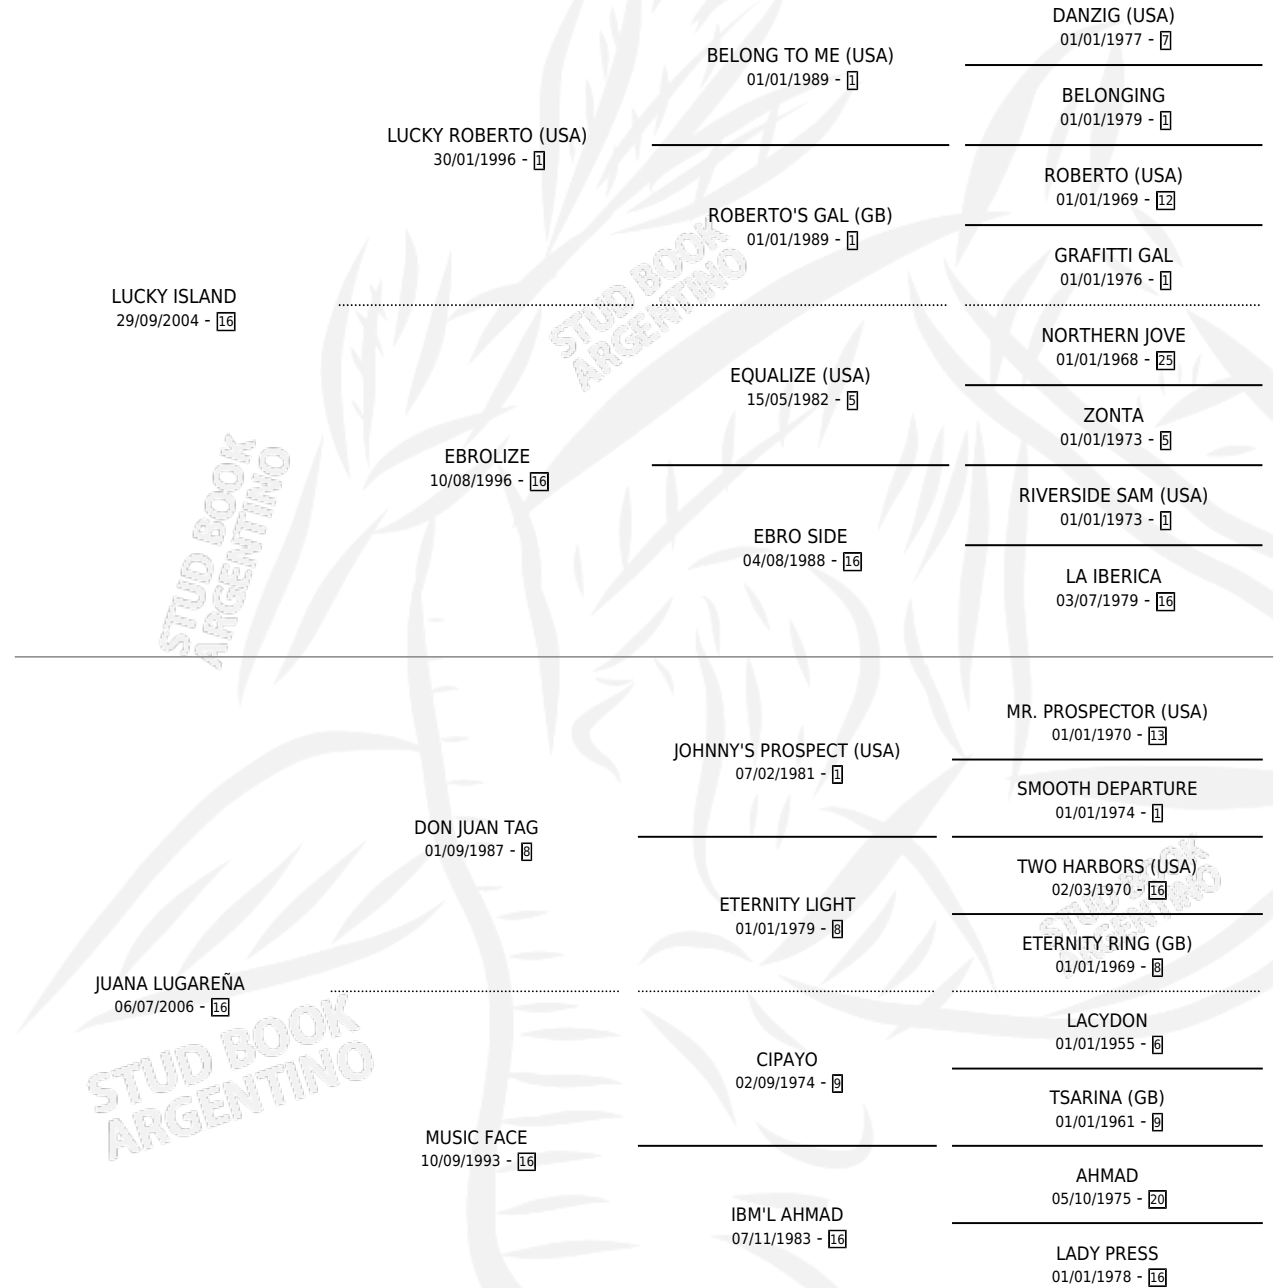 DANZIG (USA)
01/01/1977 - 7
BELONG TO ME (USA)
01/01/1989 - 1
BELONGING
01/01/1979 - 1
LUCKY ROBERTO (USA)
30/01/1996 - 1
ROBERTO (USA)
01/01/1969 - 12
ROBERTO'S GAL (GB)
01/01/1989 - 1
GRAFITTI GAL
01/01/1976 - 1
LUCKY ISLAND
29/09/2004 - 16
STUD BOOK
ARGENTINO
NORTHERN JOVE
01/01/1968 - 25
EQUALIZE (USA)
15/05/1982 - 5
ZONTA
01/01/1973 - 5
EBROLIZE
10/08/1996 - 16
RIVERSIDE SAM (USA)
01/01/1973 - 1
EBRO SIDE
04/08/1988 - 16
LA IBERICA
03/07/1979 - 16
STUD BOOK
ARGENTINO
MR. PROSPECTOR (USA)
01/01/1970 - 13
JOHNNY'S PROSPECT (USA)
07/02/1981 - 1
SMOOTH DEPARTURE
01/01/1974 - 1
DON JUAN TAG
01/09/1987 - 8
TWO HARBORS (USA)
02/03/1970 - 16
ETERNITY LIGHT
01/01/1979 - 8
STUD BOOK
ARGENTINO
ETERNITY RING (GB)
01/01/1969 - 8
JUANA LUGAREÑA
06/07/2006 - 16
LACYDON
01/01/1955 - 6
STUD BOOK
ARGENTINO
CIPAYO
02/09/1974 - 9
TSARINA (GB)
01/01/1961 - 9
MUSIC FACE
10/09/1993 - 16
AHMAD
05/10/1975 - 20
IBM'L AHMAD
07/11/1983 - 16
LADY PRESS
01/01/1978 - 16